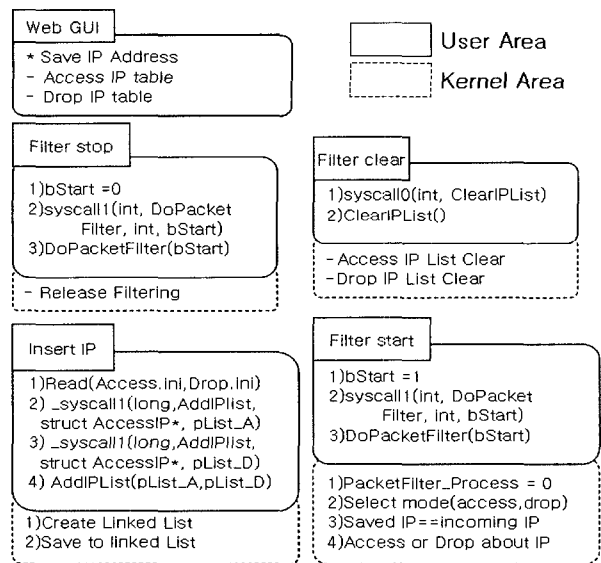 Web GUI
* Save IP Address
- Access IP table
- Drop IP table
User Area
Kernel Area
Filter stop
1)bStart =0
2)syscall1(int, DoPacket
Filter, int, bStart)
3)DoPacketFilter(bStart)
- Release Filtering
Filter clear
1)syscall0(int, ClearIPList)
2)ClearIPList()
- Access IP List Clear
- Drop IP List Clear
Insert IP
1)Read(Access.ini,Drop.ini)
2) _syscall1(long,AddIPlist,
struct AccessIP*, pList_A)
3) _syscall1(long,AddIPlist,
struct AccessIP*, pList_D)
4) AddIPList(pList_A,pList_D)
1)Create Linked List
2)Save to linked List
Filter start
1)bStart =1
2)syscall1(int, DoPacket
Filter, int, bStart)
3)DoPacketFilter(bStart)
1)PacketFilter_Process = 0
2)Select mode(access,drop)
3)Saved IP==incoming IP
4)Access or Drop about IP